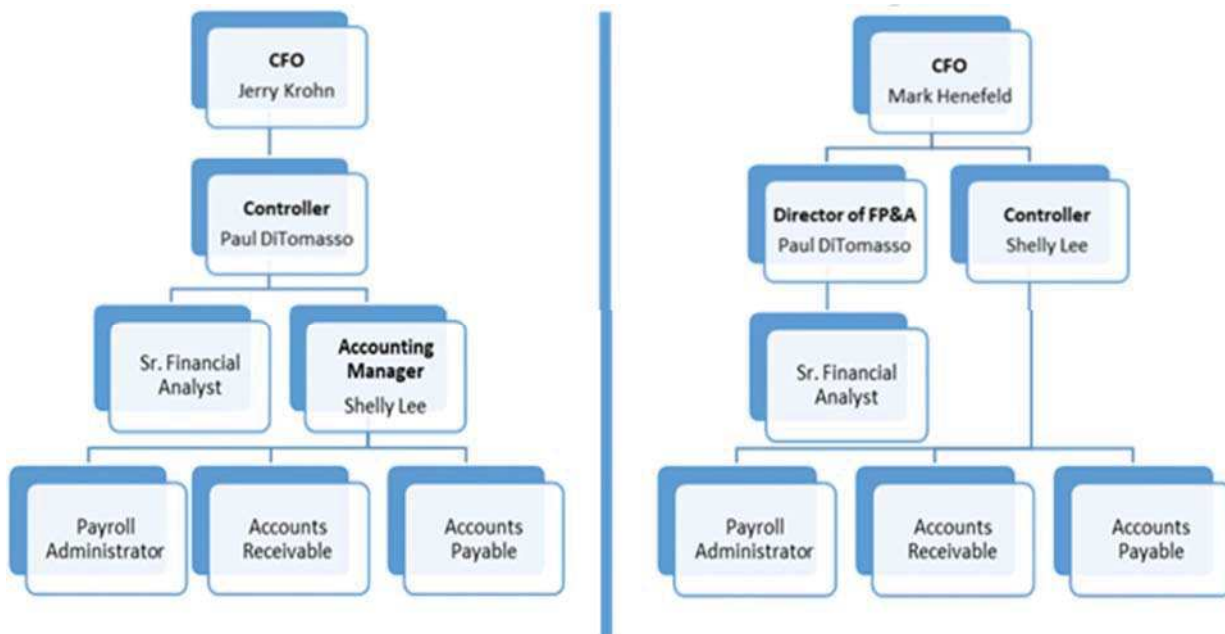 CFO
Jerry Krohn
Controller
Paul DiTomasso
Sr. Financial
Analyst
Accounting
Manager
Shelly Lee
Payroll
Administrator
Accounts
Receivable
Accounts
Payable
CFO
Mark Henefeld
Director of FP&A
Paul DiTomasso
Controller
Shelly Lee
Sr. Financial
Analyst
Payroll
Administrator
Accounts
Receivable
Accounts
Payable